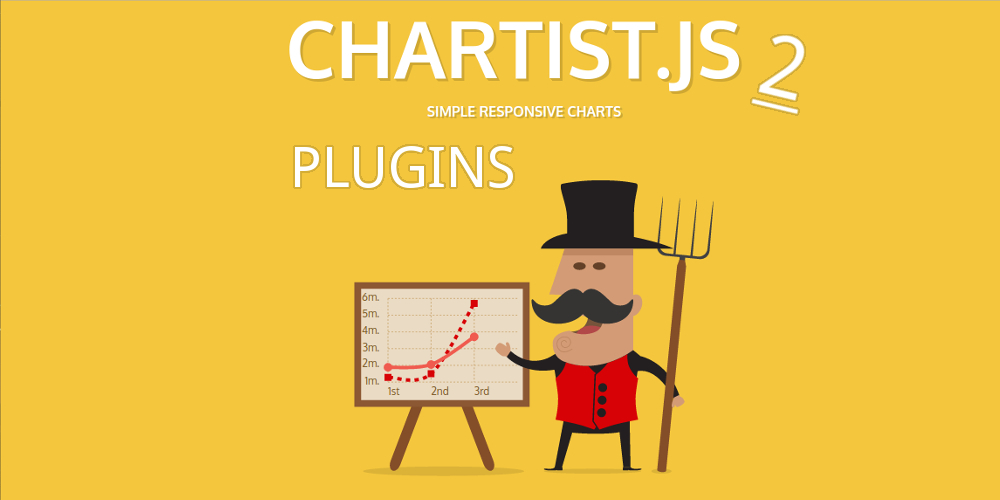 CHARTIST.JS 2
SIMPLE RESPONSIVE CHARTS
PLUGINS
6m.
5m.
4m.
3m.
2m.
1m.
1st 2nd 3rd